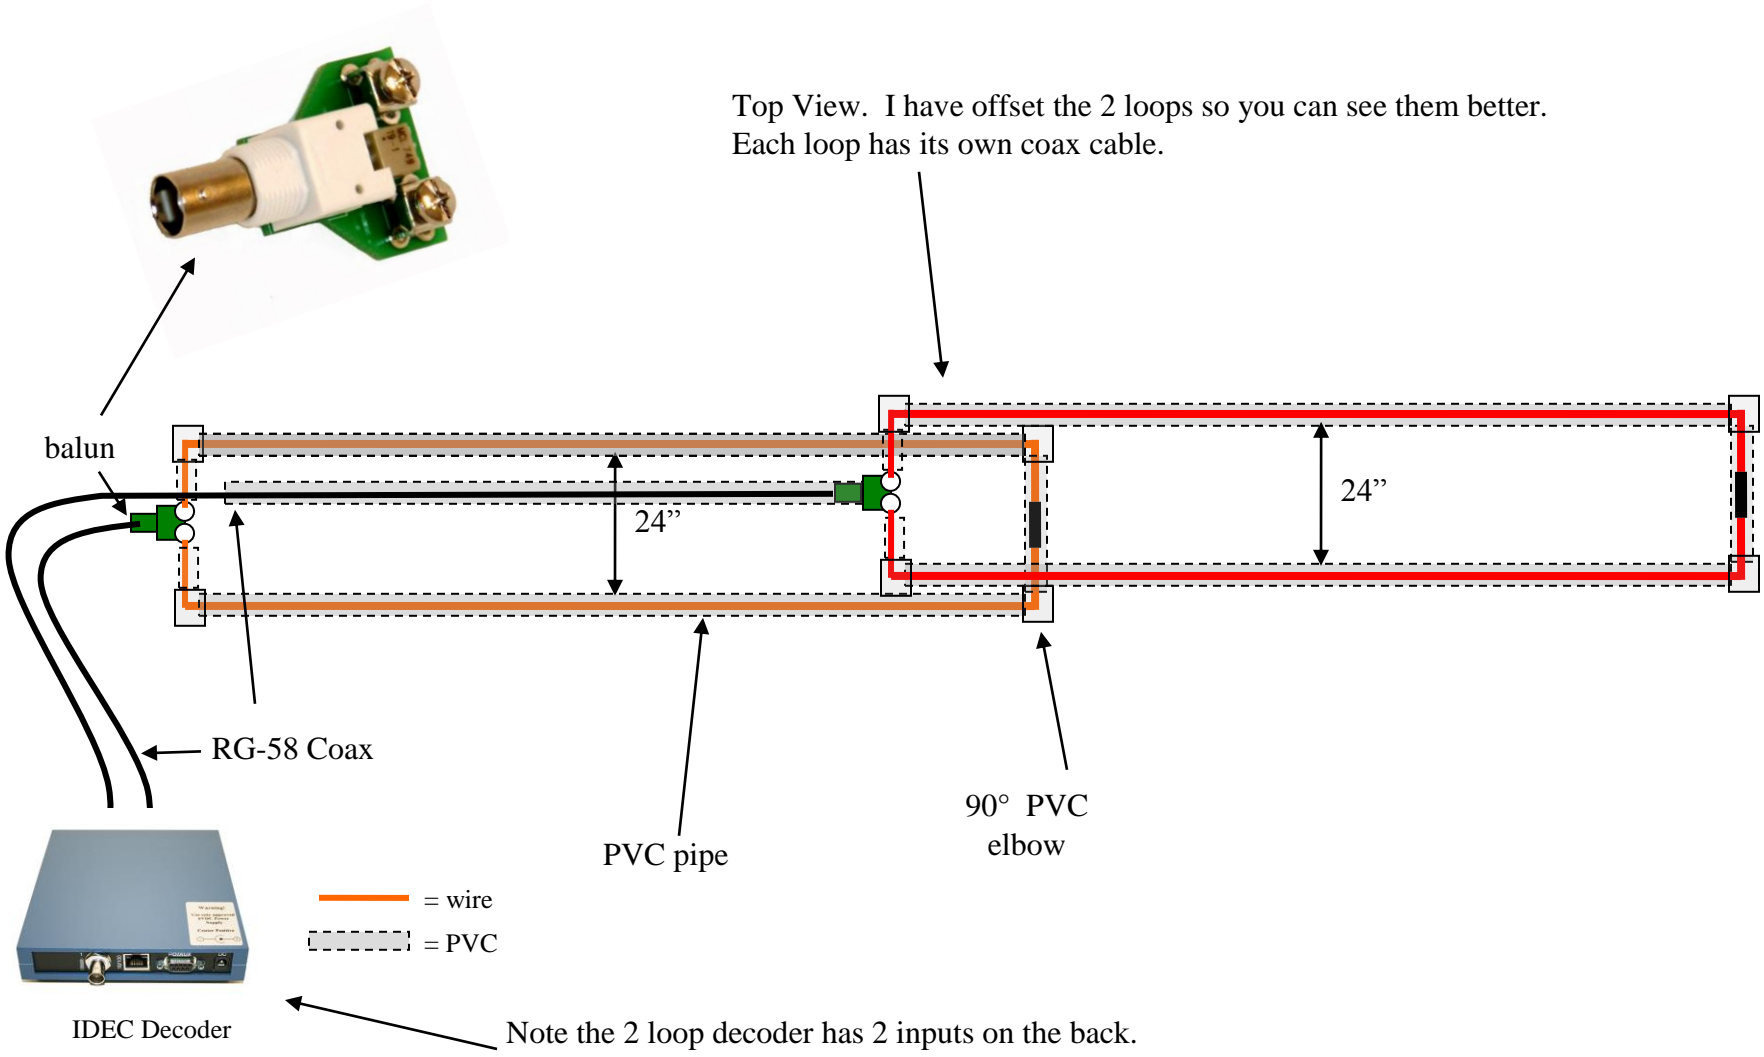 Top View.  I have offset the 2 loops so you can see them better.
Each loop has its own coax cable.
balun
24”
24”
RG-58 Coax
90°  PVC
elbow
PVC pipe
= wire
= PVC
Warning!
IDEC Decoder
Note the 2 loop decoder has 2 inputs on the back.